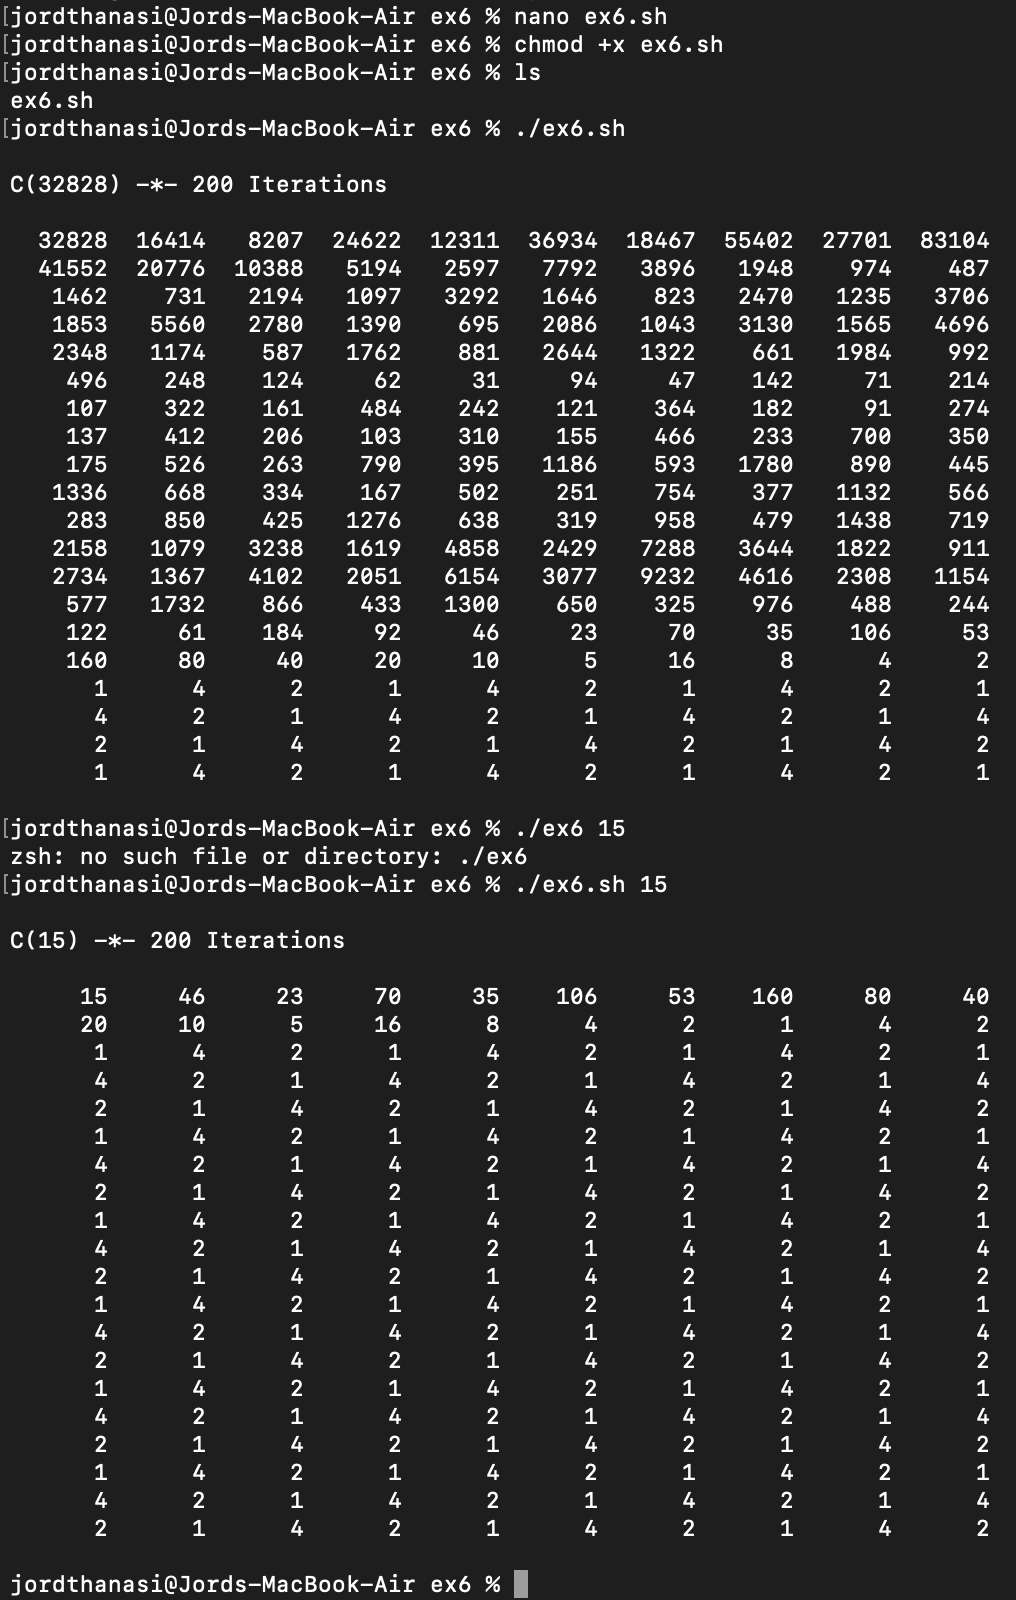 [jordthanasi@Jords-MacBook-Air ex6 % nano ex6.sh
[jordthanasi@Jords-MacBook-Air ex6 % chmod +x ex6.sh
[jordthanasi@Jords-MacBook-Air ex6 % ls
ex6.sh
[jordthanasi@Jords-MacBook-Air ex6 % ./ex6.sh
C(32828) -*- 200 Iterations
32828 16414 8207 24622 12311 36934 18467 55402 27701 83104
41552 20776 10388 5194 2597 7792 3896 1948 974 487
1462 731 2194 1097 3292 1646 823 2470 1235 3706
1853 5560 2780 1390 695 2086 1043 3130 1565 4696
2348 1174 587 1762 881 2644 1322 661 1984 992
496 248 124 62 31 94 47 142 71 214
107 322 161 484 242 121 364 182 91 274
137 412 206 103 310 155 466 233 700 350
175 526 263 790 395 1186 593 1780 890 445
1336 668 334 167 502 251 754 377 1132 566
283 850 425 1276 638 319 958 479 1438 719
2158 1079 3238 1619 4858 2429 7288 3644 1822 911
2734 1367 4102 2051 6154 3077 9232 4616 2308 1154
577 1732 866 433 1300 650 325 976 488 244
122 61 184 92 46 23 70 35 106 53
160 80 40 20 10 5 16 8 4 2
1 4 2 1 4 2 1 4 2 1
4 2 1 4 2 1 4 2 1 4
2 1 4 2 1 4 2 1 4 2
1 4 2 1 4 2 1 4 2 1
[jordthanasi@Jords-MacBook-Air ex6 % ./ex6 15
zsh: no such file or directory: ./ex6
[jordthanasi@Jords-MacBook-Air ex6 % ./ex6.sh 15
C(15) -*- 200 Iterations
15 46 23 70 35 106 53 160 80 40
20 10 5 16 8 4 2 1 4 2
1 4 2 1 4 2 1 4 2 1
4 2 1 4 2 1 4 2 1 4
2 1 4 2 1 4 2 1 4 2
1 4 2 1 4 2 1 4 2 1
4 2 1 4 2 1 4 2 1 4
2 1 4 2 1 4 2 1 4 2
1 4 2 1 4 2 1 4 2 1
4 2 1 4 2 1 4 2 1 4
2 1 4 2 1 4 2 1 4 2
1 4 2 1 4 2 1 4 2 1
4 2 1 4 2 1 4 2 1 4
2 1 4 2 1 4 2 1 4 2
1 4 2 1 4 2 1 4 2 1
4 2 1 4 2 1 4 2 1 4
2 1 4 2 1 4 2 1 4 2
1 4 2 1 4 2 1 4 2 1
4 2 1 4 2 1 4 2 1 4
2 1 4 2 1 4 2 1 4 2
jordthanasi@Jords-MacBook-Air ex6 %